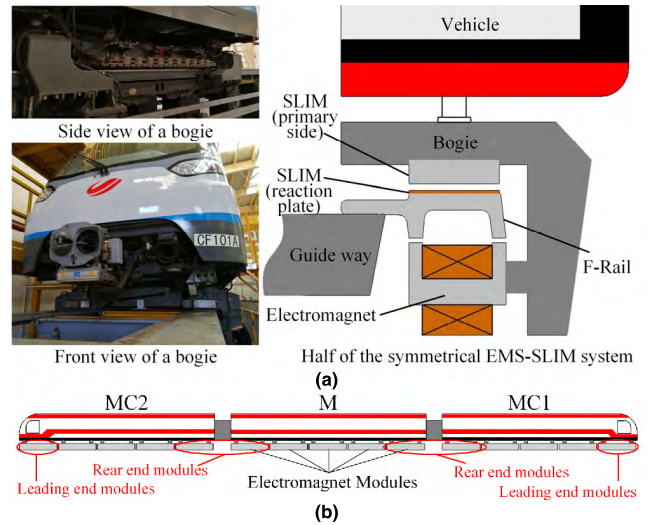 Side view of a bogie
CF101A
Front view of a bogie
Vehicle
SLIM
(primary
side)
Bogie
SLIM
(reaction
plate)
Guide way
F-Rail
Electromagnet
Half of the symmetrical EMS-SLIM system
(a)
MC2
M
MC1
Leading end modules
Rear end modules
Electromagnet Modules
Rear end modules
Leading end modules
(b)